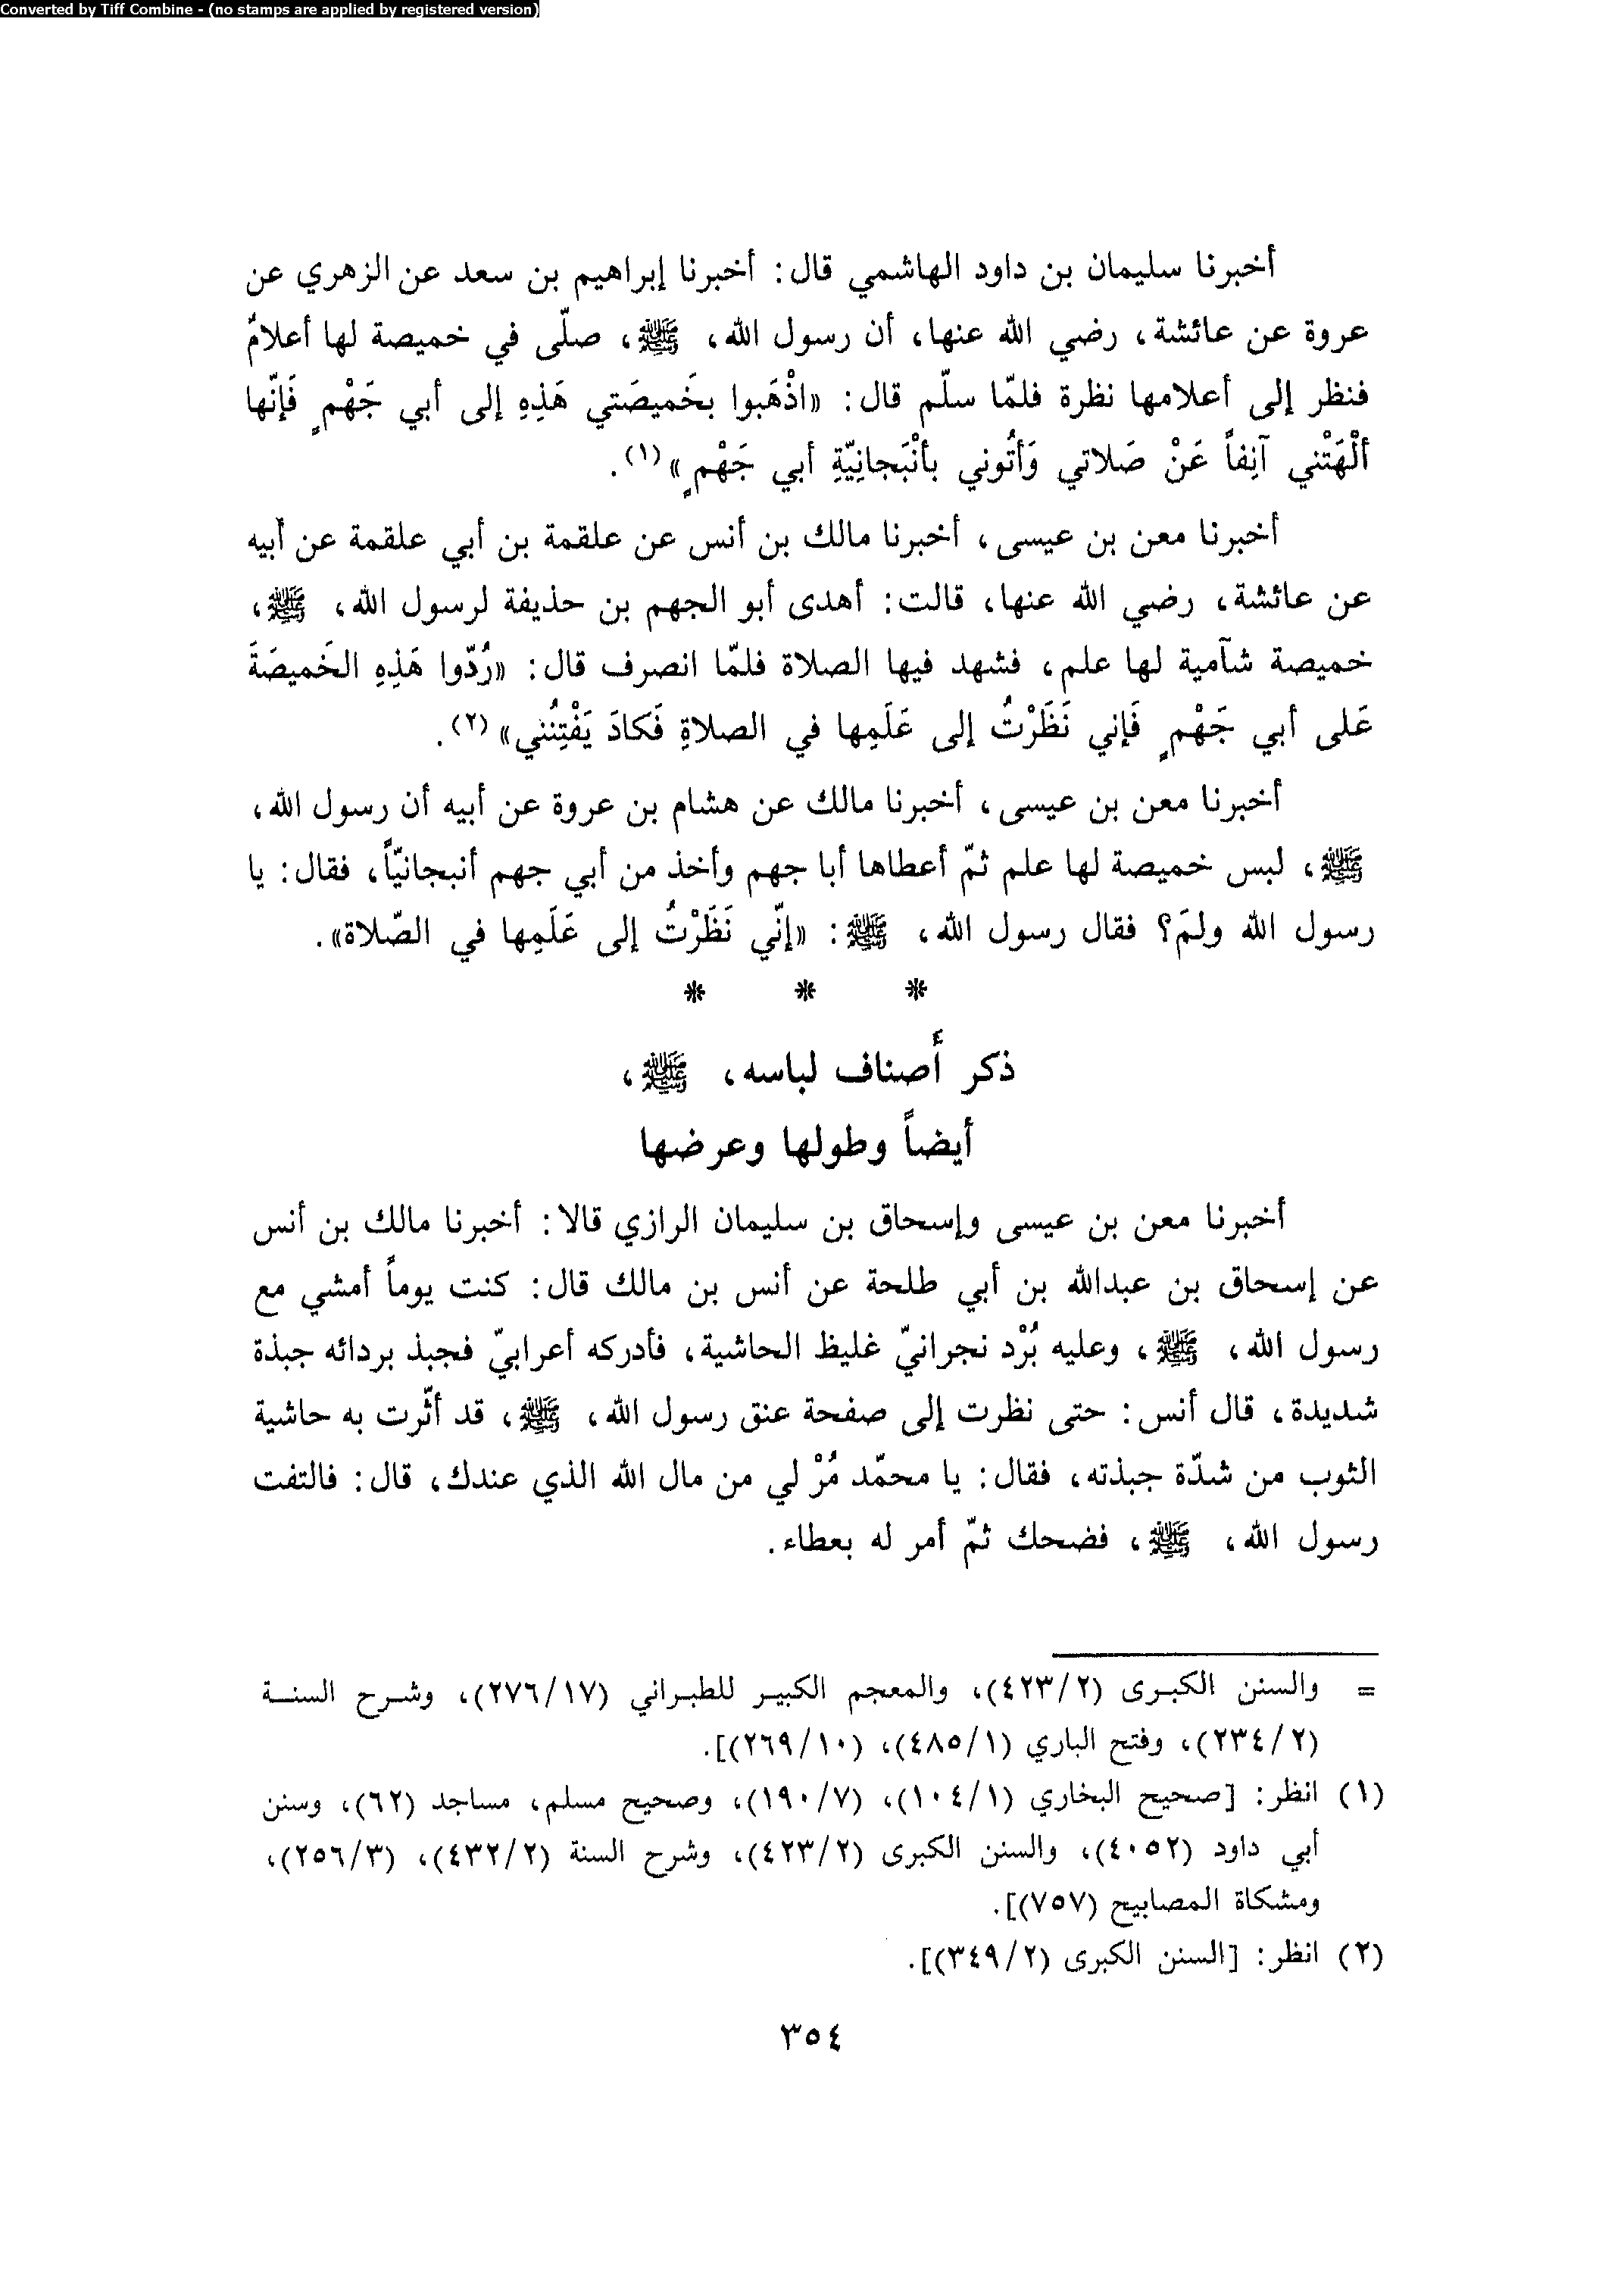 Converted by Tiff Combine - (no stamps are applied by registered version)
أخبرنا سليمان بن داود الهاشمي قال: أخبرنا إبراهيم بن سعد عن الزهري عن
عروة عن عائشة، رضي الله عنها، أن رسول الله، ﷺ، صلّى في خميصة لها أعلامٌ
فنظر إلى أعلامها نظرة فلمّا سلّم قال: «اذْهَبوا بخَميصَتي هَذِهِ إلى أبي جَهْمٍ فَإنّها
ألْهَتْني آنِفاً عَنْ صَلاتي وَأتُوني بأنْبَجانِيّةِ أبي جَهْمٍ»(١).
أخبرنا معن بن عيسى، أخبرنا مالك بن أنس عن علقمة بن أبي علقمة عن أبيه
عن عائشة، رضي الله عنها، قالت: أهدى أبو الجهم بن حذيفة لرسول الله، ﷺ،
خميصة شآمية لها علم، فشهد فيها الصلاة فلمّا انصرف قال: «رُدّوا هَذِهِ الخَميصَةَ
عَلى أبي جَهْمٍ فَإني نَظَرْتُ إلى عَلَمِها في الصلاةِ فَكادَ يَفْتِنُني»(٢).
أخبرنا معن بن عيسى، أخبرنا مالك عن هشام بن عروة عن أبيه أن رسول الله،
ﷺ، لبس خميصة لها علم ثمّ أعطاها أبا جهم وأخذ من أبي جهم أنبجانيّاً، فقال: يا
رسول الله ولمَ؟ فقال رسول الله، ﷺ: «إنّي نَظَرْتُ إلى عَلَمِها في الصّلاة».
* * *
ذكر أصناف لباسه، ﷺ،
أيضاً وطولها وعرضها
أخبرنا معن بن عيسى وإسحاق بن سليمان الرازي قالا: أخبرنا مالك بن أنس
عن إسحاق بن عبدالله بن أبي طلحة عن أنس بن مالك قال: كنت يوماً أمشي مع
رسول الله، ﷺ، وعليه بُرْد نجرانيّ غليظ الحاشية، فأدركه أعرابيّ فجبذ بردائه جبذة
شديدة، قال أنس: حتى نظرت إلى صفحة عنق رسول الله، ﷺ، قد أثّرت به حاشية
الثوب من شدّة جبذته، فقال: يا محمّد مُرْ لي من مال الله الذي عندك، قال: فالتفت
رسول الله، ﷺ، فضحك ثمّ أمر له بعطاء.
= والسنن الكبرى (٤٢٣/٢)، والمعجم الكبير للطبراني (٢٧٦/١٧)، وشرح السنة
(٢٣٤/٢)، وفتح الباري (٤٨٥/١)، (٢٦٩/١٠)].
(١) انظر: [صحيح البخاري (١٠٤/١)، (١٩٠/٧)، وصحيح مسلم، مساجد (٦٢)، وسنن
أبي داود (٤٠٥٢)، والسنن الكبرى (٤٢٣/٢)، وشرح السنة (٤٣٢/٢)، (٢٥٦/٣)،
ومشكاة المصابيح (٧٥٧)].
(٢) انظر: [السنن الكبرى (٣٤٩/٢)].
٣٥٤